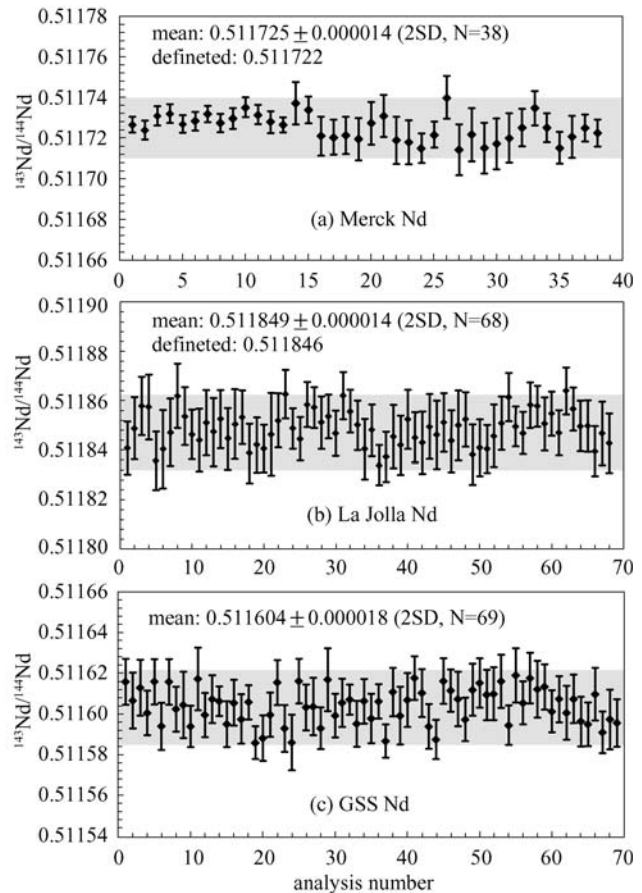 0.51178
mean: 0.511725±0.000014 (2SD, N=38)
defineted: 0.511722
0.51176
0.51174
0.51172
0.51170
0.51168
0.51166
¹⁴³Nd/¹⁴⁴Nd
(a) Merck Nd
0 5 10 15 20 25 30 35 40
0.51190
mean: 0.511849±0.000014 (2SD, N=68)
defineted: 0.511846
0.51188
0.51186
0.51184
0.51182
0.51180
¹⁴³Nd/¹⁴⁴Nd
(b) La Jolla Nd
0 10 20 30 40 50 60 70
0.51166
mean: 0.511604±0.000018 (2SD, N=69)
0.51164
0.51162
0.51160
0.51158
0.51156
0.51154
¹⁴³Nd/¹⁴⁴Nd
(c) GSS Nd
0 10 20 30 40 50 60 70
analysis number